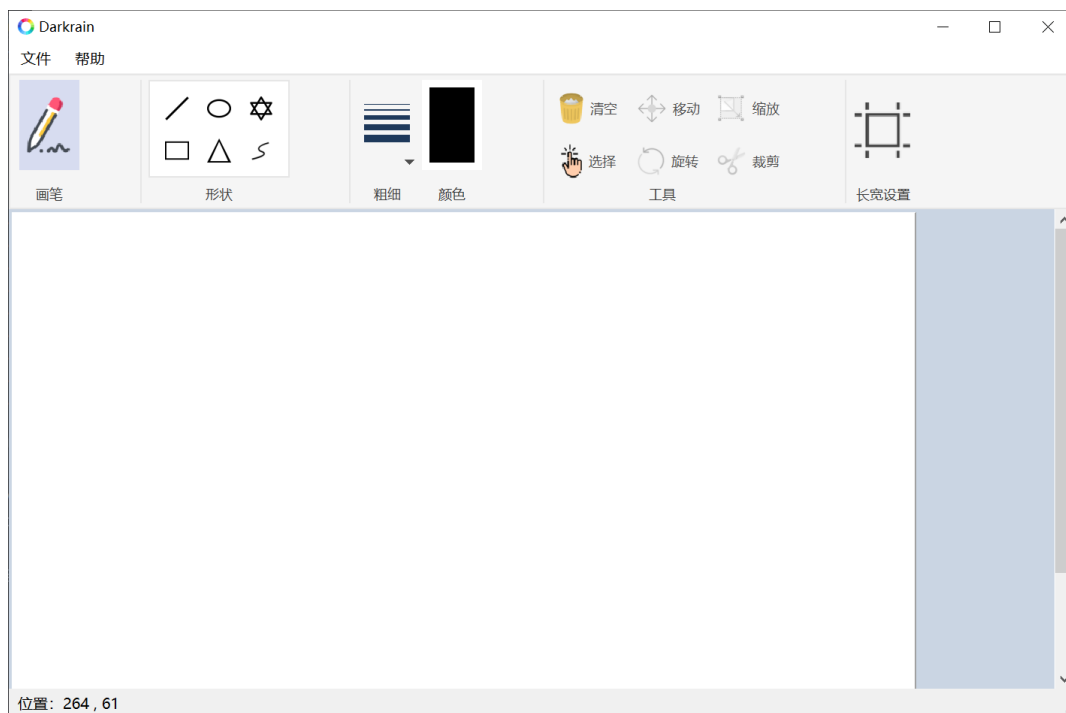 Darkrain
文件 帮助
清空 移动 缩放
选择 旋转 裁剪
画笔 形状 粗细 颜色 工具 长宽设置
位置: 264 , 61